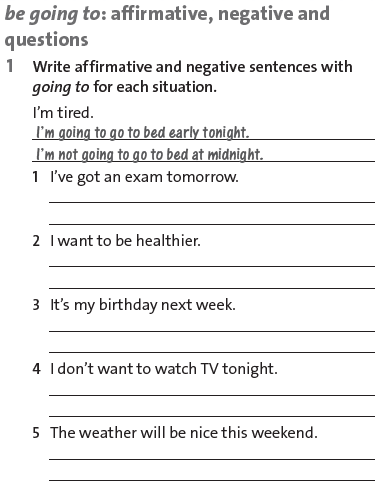 be going to: affirmative, negative and
questions
1 Write affirmative and negative sentences with
going to for each situation.
I'm tired.
I'm going to go to bed early tonight.
I'm not going to go to bed at midnight.
1 I've got an exam tomorrow.
2 I want to be healthier.
3 It's my birthday next week.
4 I don't want to watch TV tonight.
5 The weather will be nice this weekend.